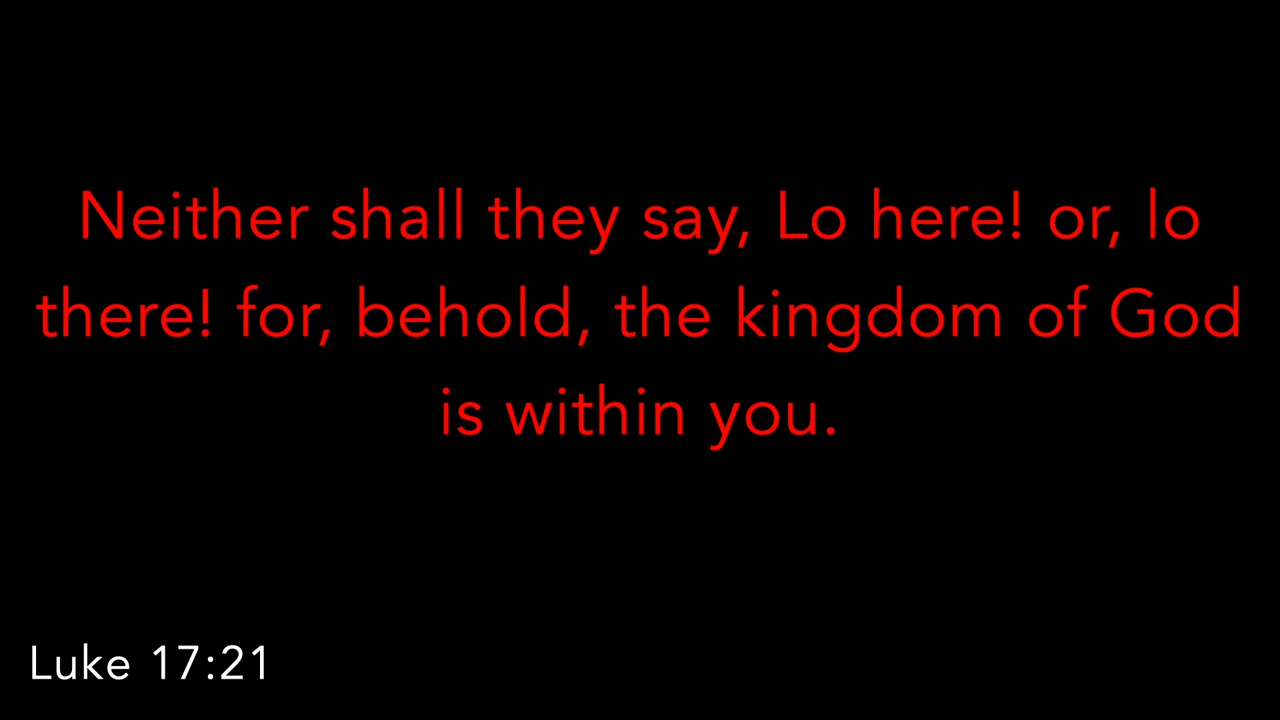 Neither shall they say, Lo here! or, lo
there! for, behold, the kingdom of God
is within you.
Luke 17:21